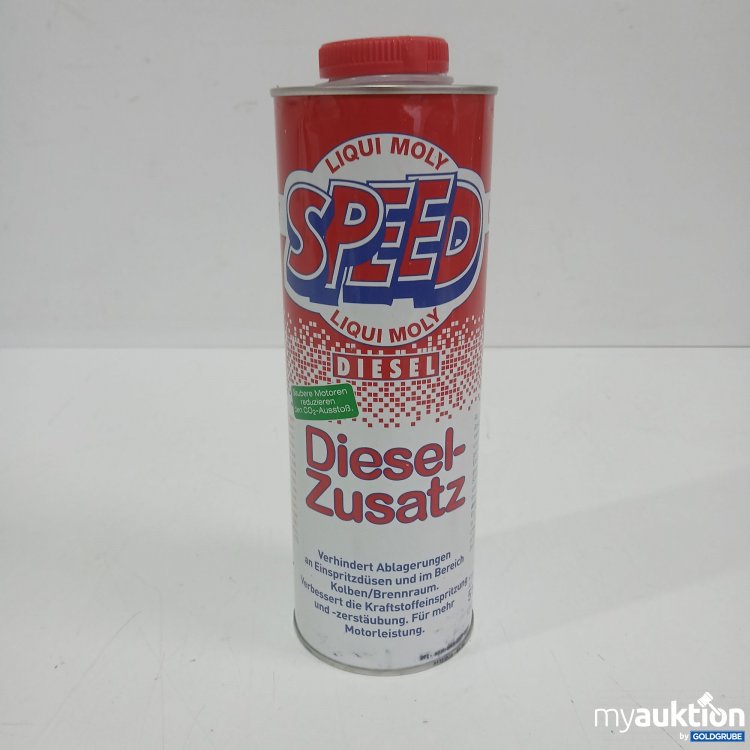 LIQUI MOLY
SPEED
LIQUI MOLY
DIESEL
Saubere Motoren
reduzieren
den CO₂-Ausstoß.
Diesel-
Zusatz
Verhindert Ablagerungen
an Einspritzdüsen und im Bereich
Kolben/Brennraum.
Verbessert die Kraftstoffeinspritzung
und -zerstäubung. Für mehr
Motorleistung.
myauktion
by GOLDGRUBE